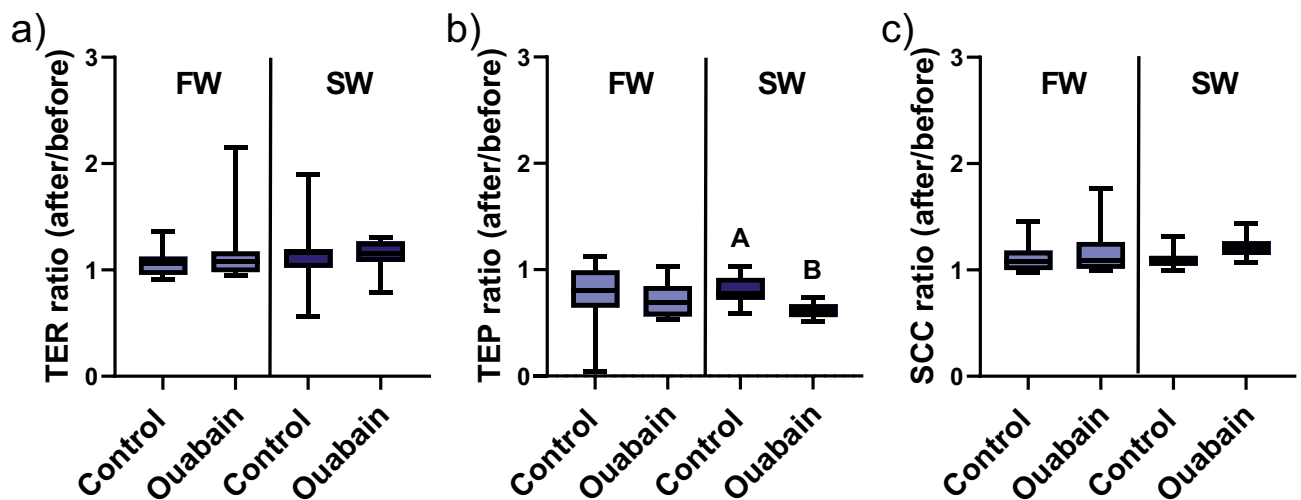 a)
TER ratio (after/before)
3
2
1
0
FW
SW
Control
Ouabain
Control
Ouabain
b)
TEP ratio (after/before)
3
2
1
0
FW
SW
A
B
Control
Ouabain
Control
Ouabain
c)
SCC ratio (after/before)
3
2
1
0
FW
SW
Control
Ouabain
Control
Ouabain